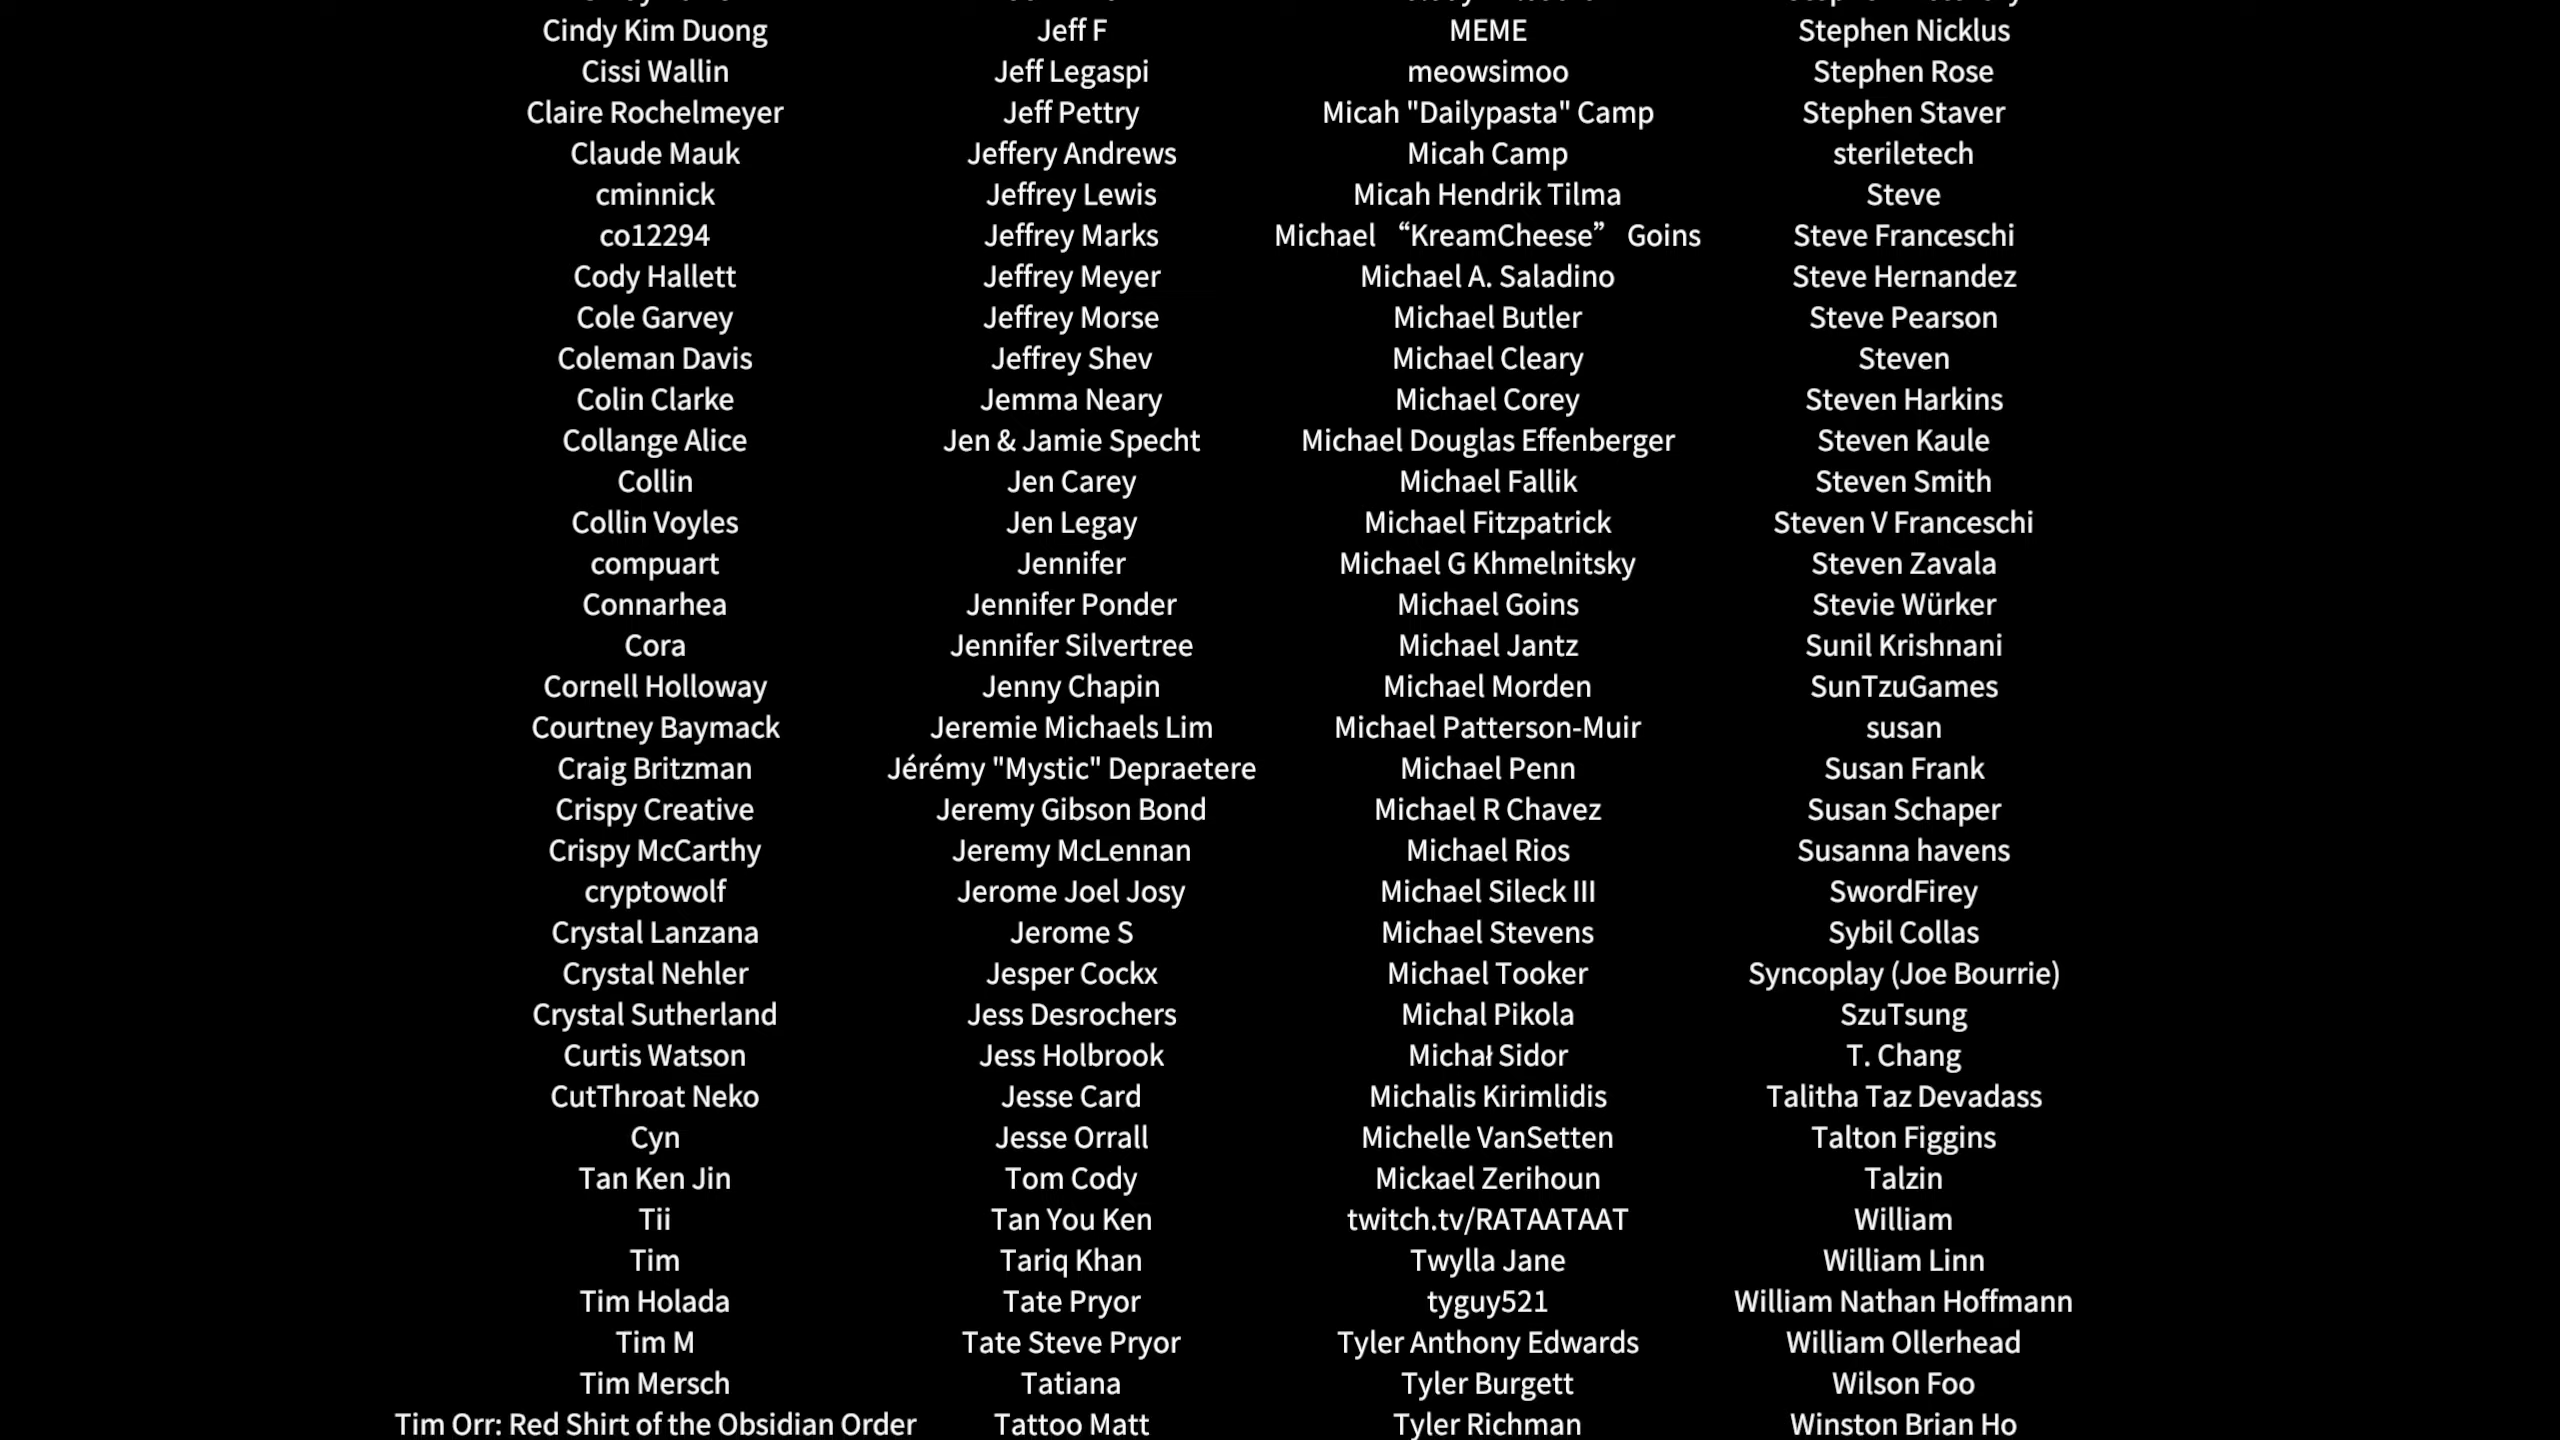 Cindy Kim Duong
Cissi Wallin
Claire Rochelmeyer
Claude Mauk
cminnick
co12294
Cody Hallett
Cole Garvey
Coleman Davis
Colin Clarke
Collange Alice
Collin
Collin Voyles
compuart
Connarhea
Cora
Cornell Holloway
Courtney Baymack
Craig Britzman
Crispy Creative
Crispy McCarthy
cryptowolf
Crystal Lanzana
Crystal Nehler
Crystal Sutherland
Curtis Watson
CutThroat Neko
Cyn
Tan Ken Jin
Tii
Tim
Tim Holada
Tim M
Tim Mersch
Tim Orr: Red Shirt of the Obsidian Order
Jeff F
Jeff Legaspi
Jeff Pettry
Jeffery Andrews
Jeffrey Lewis
Jeffrey Marks
Jeffrey Meyer
Jeffrey Morse
Jeffrey Shev
Jemma Neary
Jen & Jamie Specht
Jen Carey
Jen Legay
Jennifer
Jennifer Ponder
Jennifer Silvertree
Jenny Chapin
Jeremie Michaels Lim
Jérémy "Mystic" Depraetere
Jeremy Gibson Bond
Jeremy McLennan
Jerome Joel Josy
Jerome S
Jesper Cockx
Jess Desrochers
Jess Holbrook
Jesse Card
Jesse Orrall
Tom Cody
Tan You Ken
Tariq Khan
Tate Pryor
Tate Steve Pryor
Tatiana
Tattoo Matt
MEME
meowsimoo
Micah "Dailypasta" Camp
Micah Camp
Micah Hendrik Tilma
Michael “KreamCheese” Goins
Michael A. Saladino
Michael Butler
Michael Cleary
Michael Corey
Michael Douglas Effenberger
Michael Fallik
Michael Fitzpatrick
Michael G Khmelnitsky
Michael Goins
Michael Jantz
Michael Morden
Michael Patterson-Muir
Michael Penn
Michael R Chavez
Michael Rios
Michael Sileck III
Michael Stevens
Michael Tooker
Michal Pikola
Michał Sidor
Michalis Kirimlidis
Michelle VanSetten
Mickael Zerihoun
twitch.tv/RATAATAAT
Twylla Jane
tyguy521
Tyler Anthony Edwards
Tyler Burgett
Tyler Richman
Stephen Nicklus
Stephen Rose
Stephen Staver
steriletech
Steve
Steve Franceschi
Steve Hernandez
Steve Pearson
Steven
Steven Harkins
Steven Kaule
Steven Smith
Steven V Franceschi
Steven Zavala
Stevie Würker
Sunil Krishnani
SunTzuGames
susan
Susan Frank
Susan Schaper
Susanna havens
SwordFirey
Sybil Collas
Syncoplay (Joe Bourrie)
SzuTsung
T. Chang
Talitha Taz Devadass
Talton Figgins
Talzin
William
William Linn
William Nathan Hoffmann
William Ollerhead
Wilson Foo
Winston Brian Ho